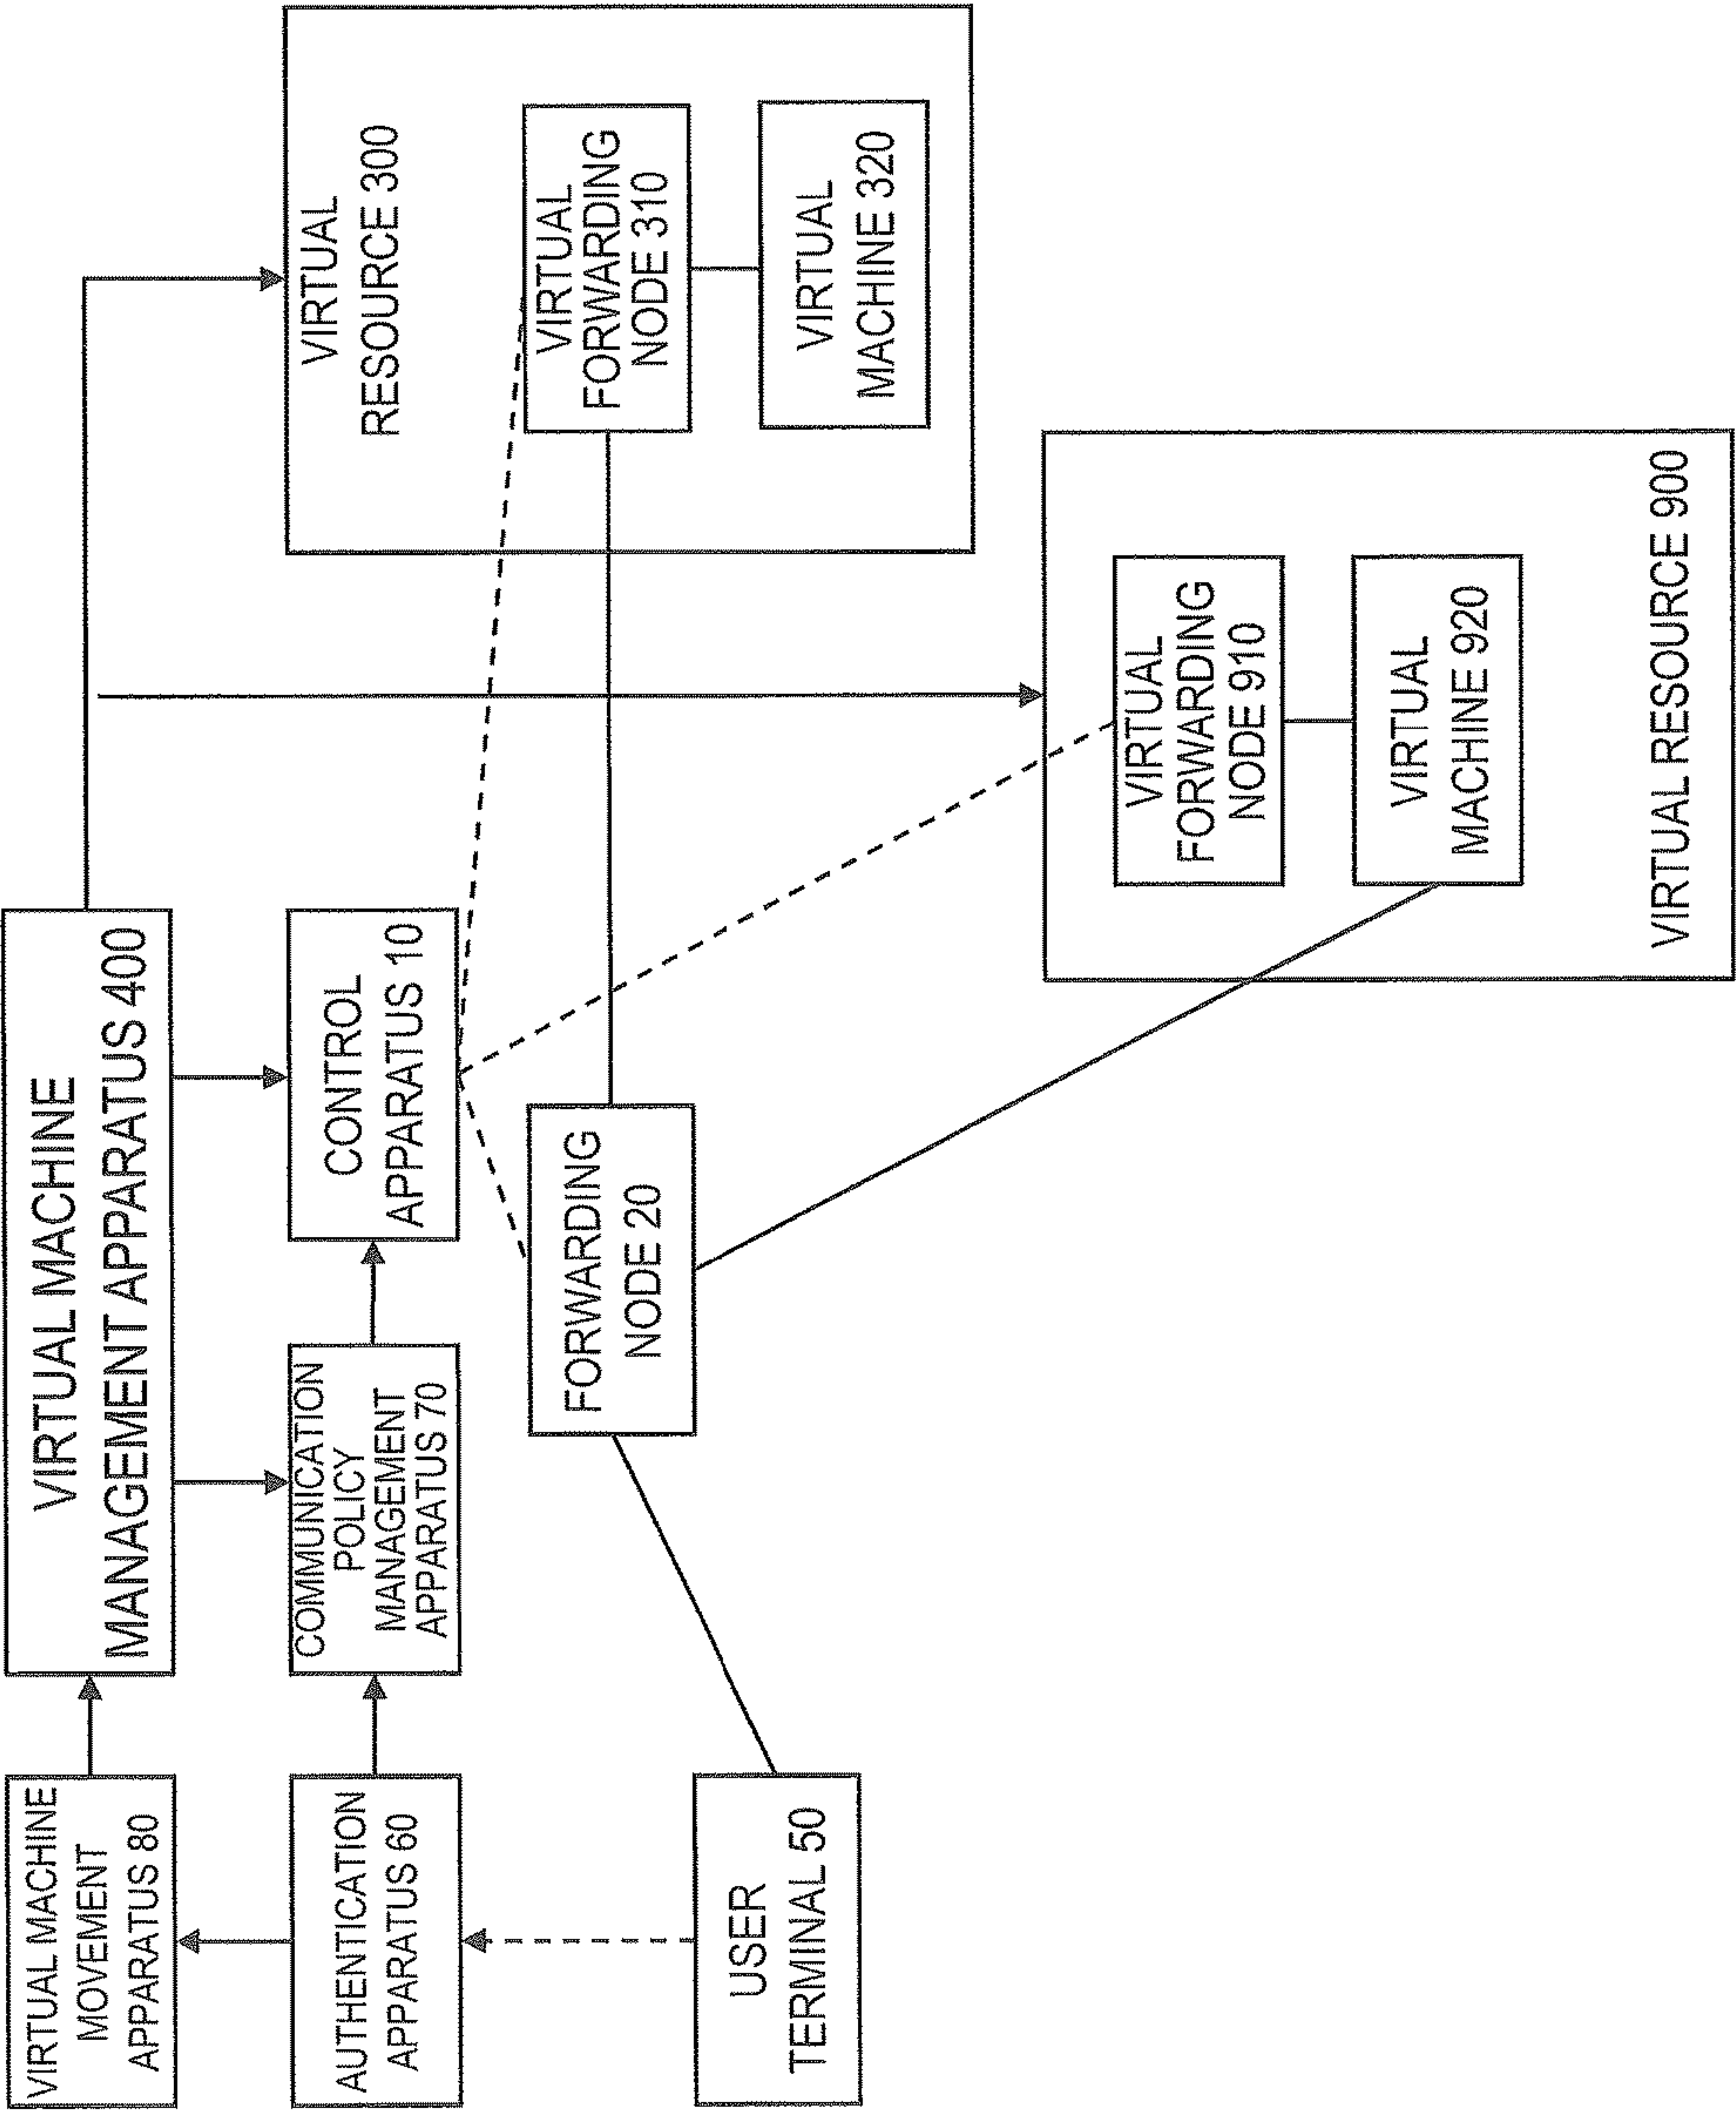 VIRTUAL MACHINE
MOVEMENT
APPARATUS 80
VIRTUAL MACHINE
MANAGEMENT APPARATUS 400
AUTHENTICATION
APPARATUS 60
COMMUNICATION
POLICY
MANAGEMENT
APPARATUS 70
CONTROL
APPARATUS 10
VIRTUAL
RESOURCE 300
VIRTUAL
FORWARDING
NODE 310
VIRTUAL
MACHINE 320
USER
TERMINAL 50
FORWARDING
NODE 20
VIRTUAL
FORWARDING
NODE 910
VIRTUAL
MACHINE 920
VIRTUAL RESOURCE 900